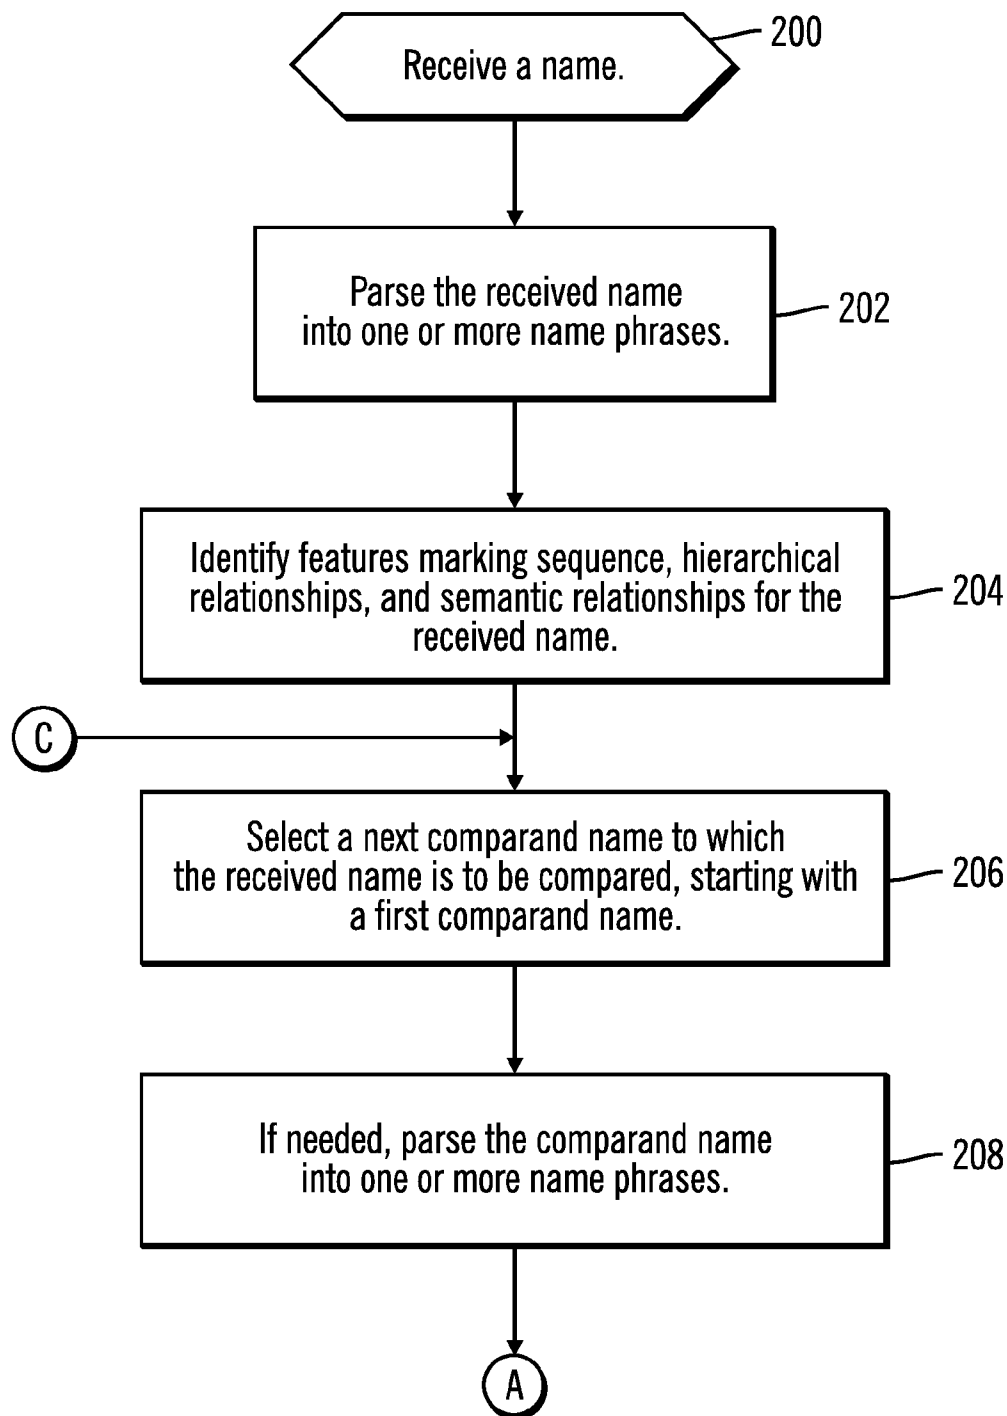 Receive a name.
200
Parse the received name
into one or more name phrases.
202
Identify features marking sequence, hierarchical
relationships, and semantic relationships for the
received name.
204
C
Select a next comparand name to which
the received name is to be compared, starting with
a first comparand name.
206
If needed, parse the comparand name
into one or more name phrases.
208
A